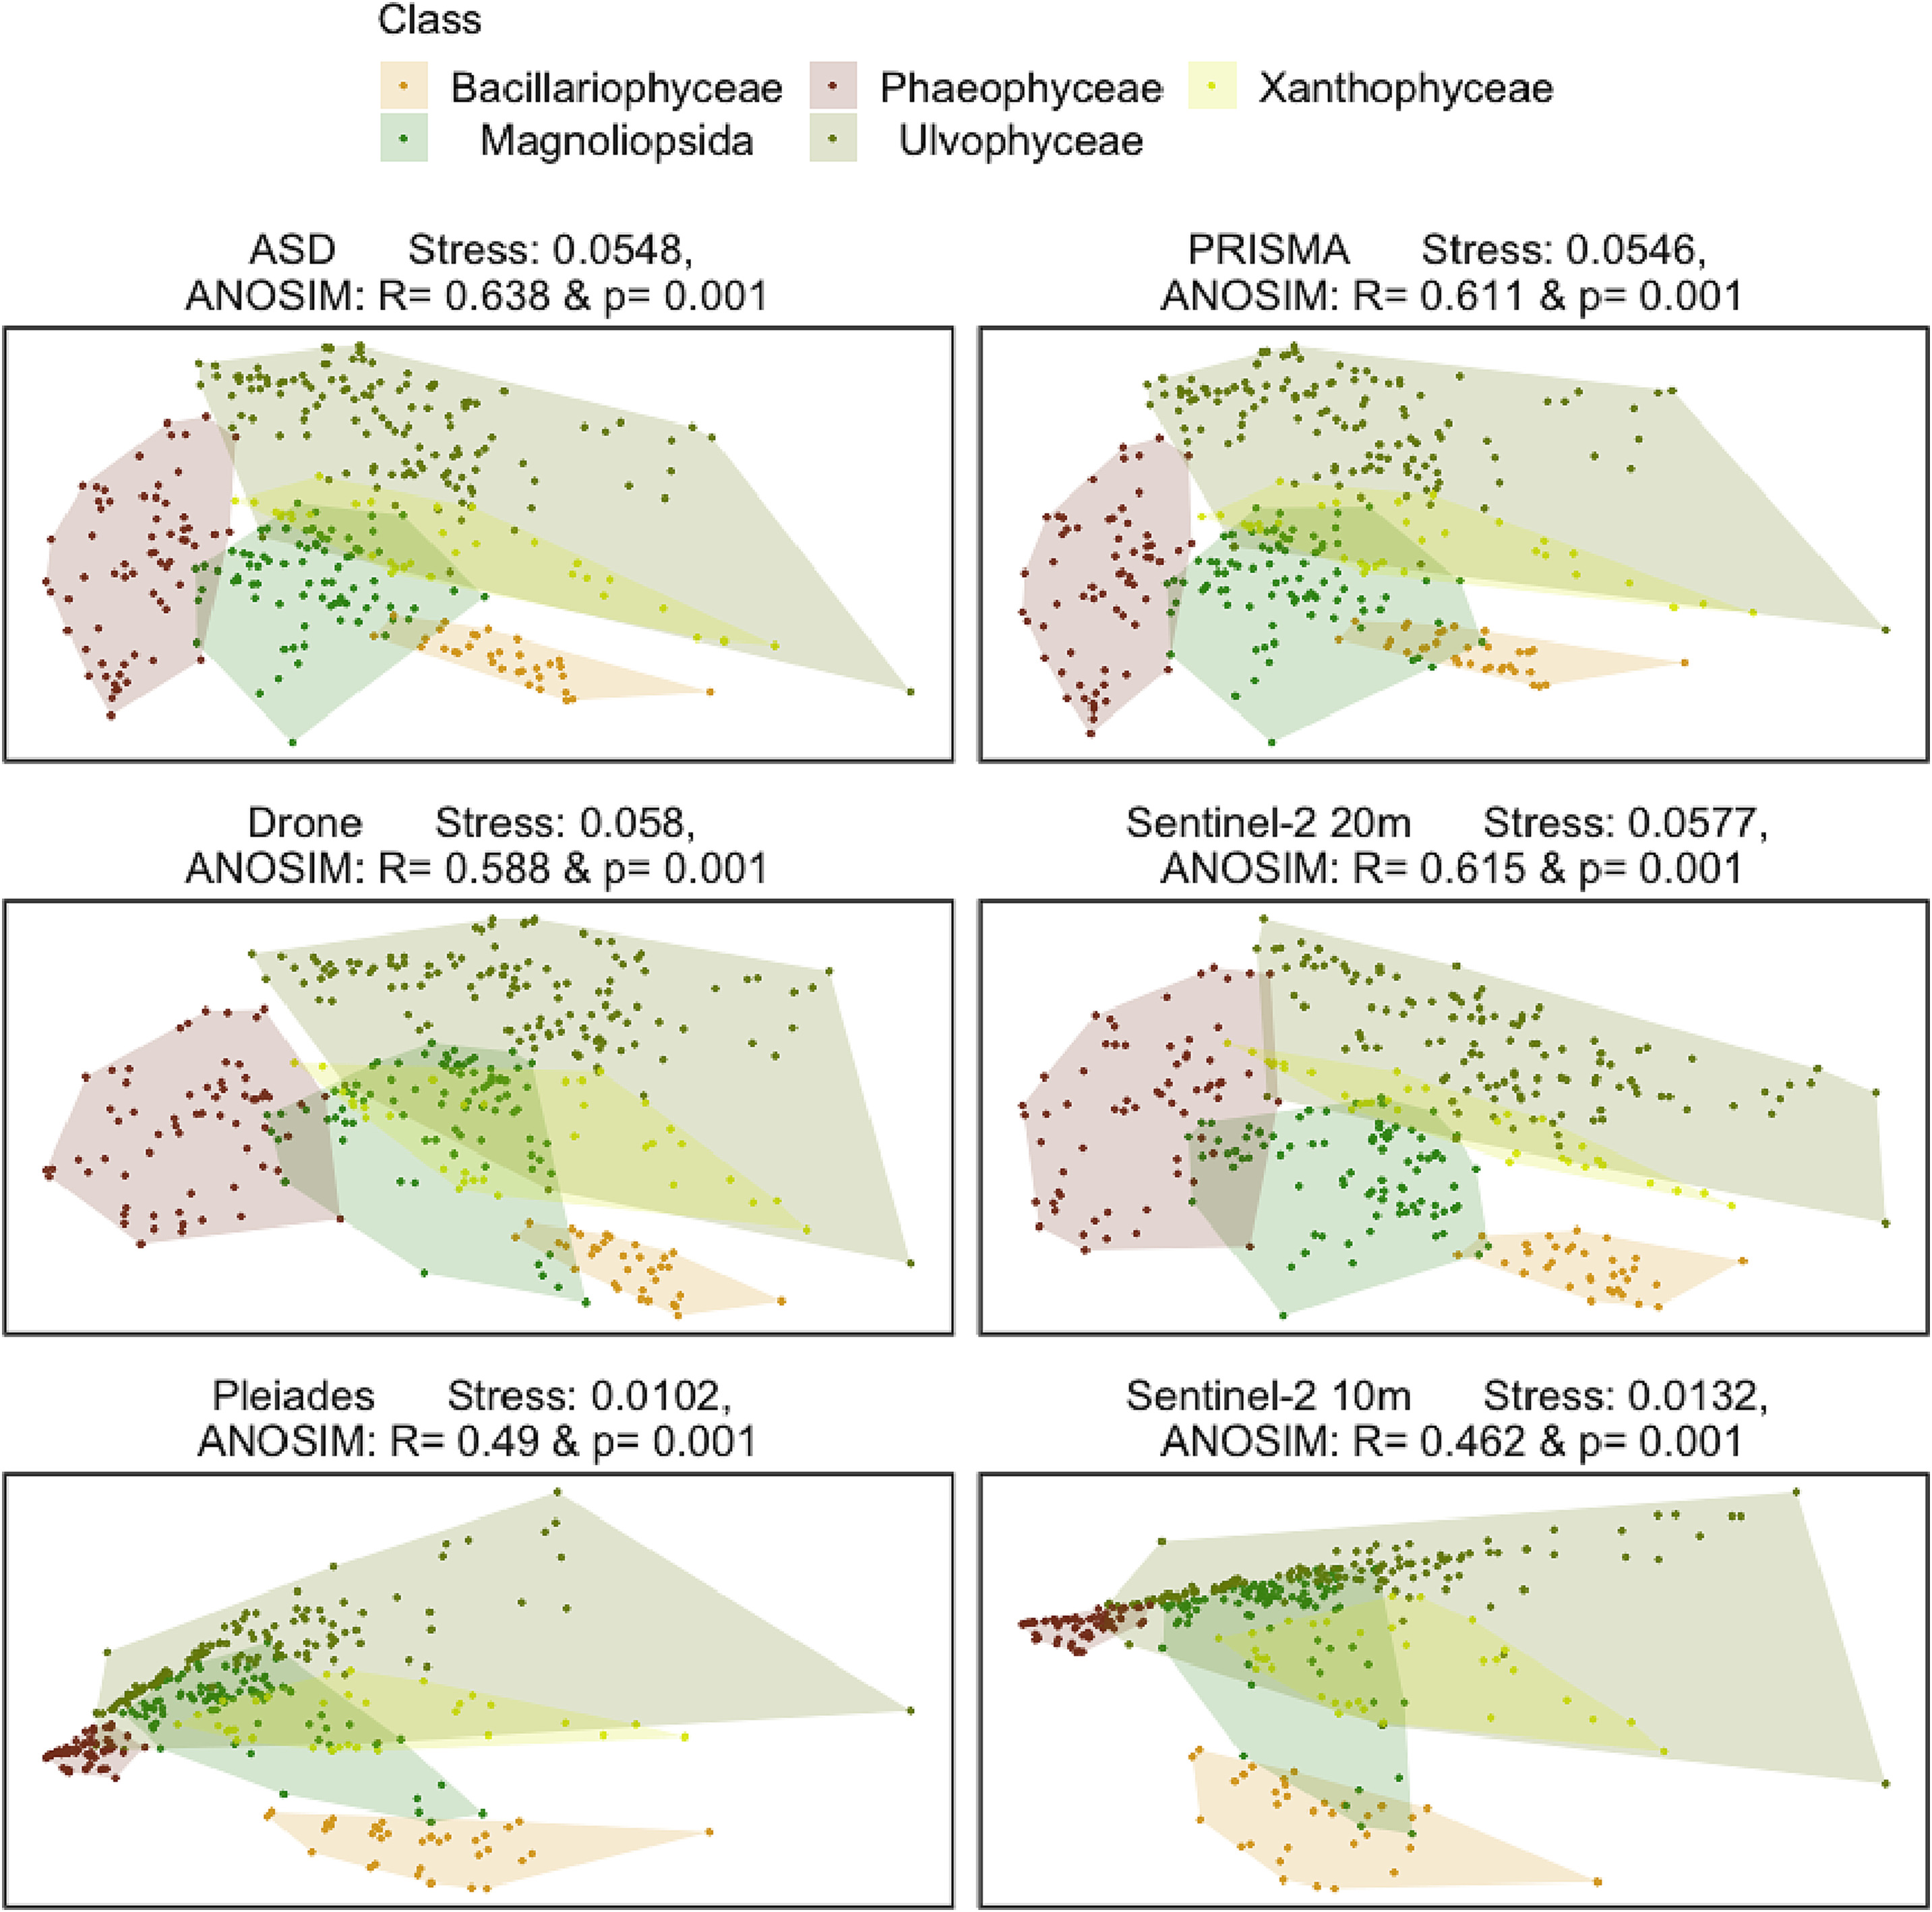 Class
Bacillariophyceae Phaeophyceae Xanthophyceae
Magnoliopsida Ulvophyceae
ASD Stress: 0.0548,
ANOSIM: R= 0.638 & p= 0.001
PRISMA Stress: 0.0546,
ANOSIM: R= 0.611 & p= 0.001
Drone Stress: 0.058,
ANOSIM: R= 0.588 & p= 0.001
Sentinel-2 20m Stress: 0.0577,
ANOSIM: R= 0.615 & p= 0.001
Pleiades Stress: 0.0102,
ANOSIM: R= 0.49 & p= 0.001
Sentinel-2 10m Stress: 0.0132,
ANOSIM: R= 0.462 & p= 0.001